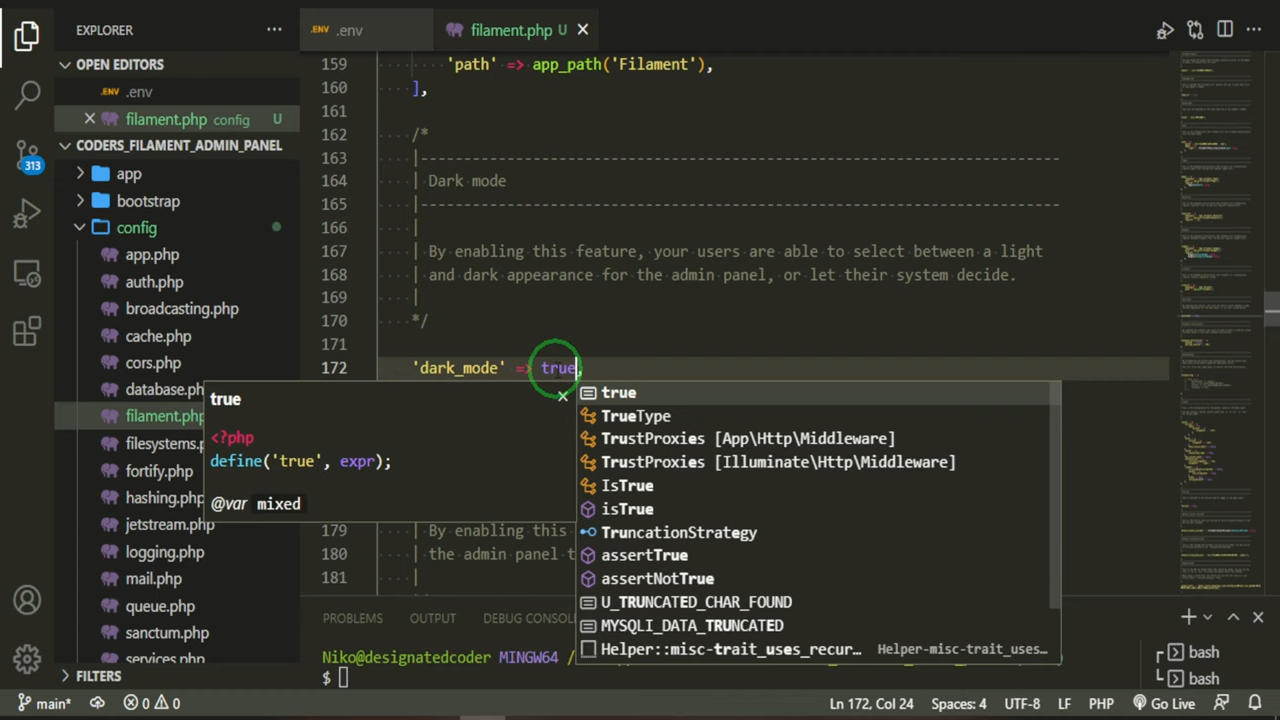 EXPLORER
OPEN EDITORS
.ENV .env
filament.php config U
CODERS_FILAMENT_ADMIN_PANEL
app
bootstrap
config
app.php
auth.php
broadcasting.php
cache.php
cors.php
database.ph
filament.php
filesystems.p
fortify.php
hashing.php
jetstream.php
logging.php
mail.php
queue.php
sanctum.php
services.php
FILTERS
313
.ENV .env
filament.php U
159 'path' => app_path('Filament'),
160 ],
161
162 /*
163 |--------------------------------------------------------------------------
164 | Dark mode
165 |--------------------------------------------------------------------------
166 |
167 | By enabling this feature, your users are able to select between a light
168 | and dark appearance for the admin panel, or let their system decide.
169 |
170 */
171
172 'dark_mode' => true,
true
<?php
define('true', expr);
@var mixed
true
TrueType
TrustProxies [App\Http\Middleware]
TrustProxies [Illuminate\Http\Middleware]
IsTrue
isTrue
TruncationStrategy
assertTrue
assertNotTrue
U_TRUNCATED_CHAR_FOUND
MYSQLI_DATA_TRUNCATED
Helper::misc-trait_uses_recur… Helper-misc-trait_uses…
179 | By enabling this
180 | the admin panel t
181 |
PROBLEMS OUTPUT DEBUG CONSOL
Niko@designatedcoder MINGW64 /
$
bash
bash
main* 0 0 Ln 172, Col 24 Spaces: 4 UTF-8 LF PHP Go Live